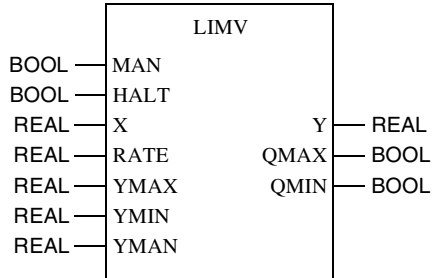 LIMV
BOOL MAN
BOOL HALT
REAL X Y REAL
REAL RATE QMAX BOOL
REAL YMAX QMIN BOOL
REAL YMIN
REAL YMAN